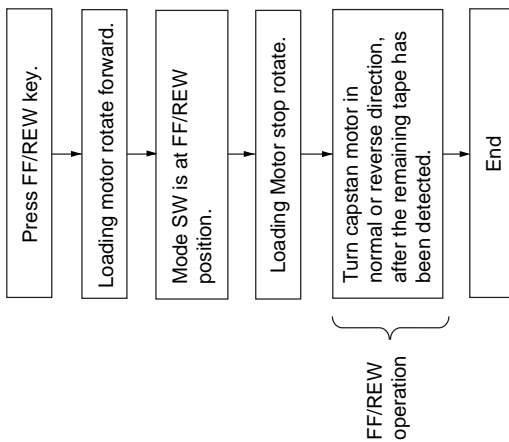 Press FF/REW key.
Loading motor rotate forward.
Mode SW is at FF/REW
position.
Loading Motor stop rotate.
Turn capstan motor in
normal or reverse direction,
after the remaining tape has
been detected.
End
FF/REW
operation